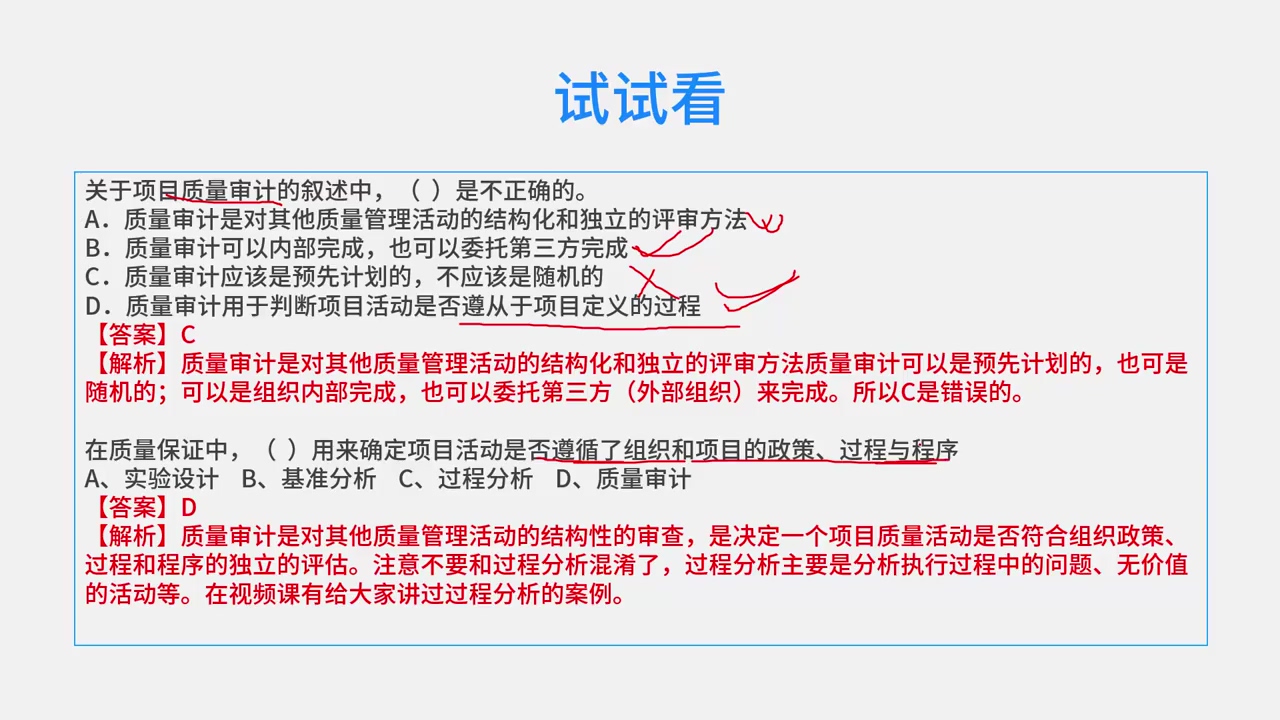 试试看
关于项目质量审计的叙述中，（ ）是不正确的。
A．质量审计是对其他质量管理活动的结构化和独立的评审方法
B．质量审计可以内部完成，也可以委托第三方完成
C．质量审计应该是预先计划的，不应该是随机的
D．质量审计用于判断项目活动是否遵从于项目定义的过程
【答案】C
【解析】质量审计是对其他质量管理活动的结构化和独立的评审方法质量审计可以是预先计划的，也可是
随机的；可以是组织内部完成，也可以委托第三方（外部组织）来完成。所以C是错误的。
在质量保证中，（ ）用来确定项目活动是否遵循了组织和项目的政策、过程与程序
A、实验设计 B、基准分析 C、过程分析 D、质量审计
【答案】D
【解析】质量审计是对其他质量管理活动的结构性的审查，是决定一个项目质量活动是否符合组织政策、
过程和程序的独立的评估。注意不要和过程分析混淆了，过程分析主要是分析执行过程中的问题、无价值
的活动等。在视频课有给大家讲过过程分析的案例。